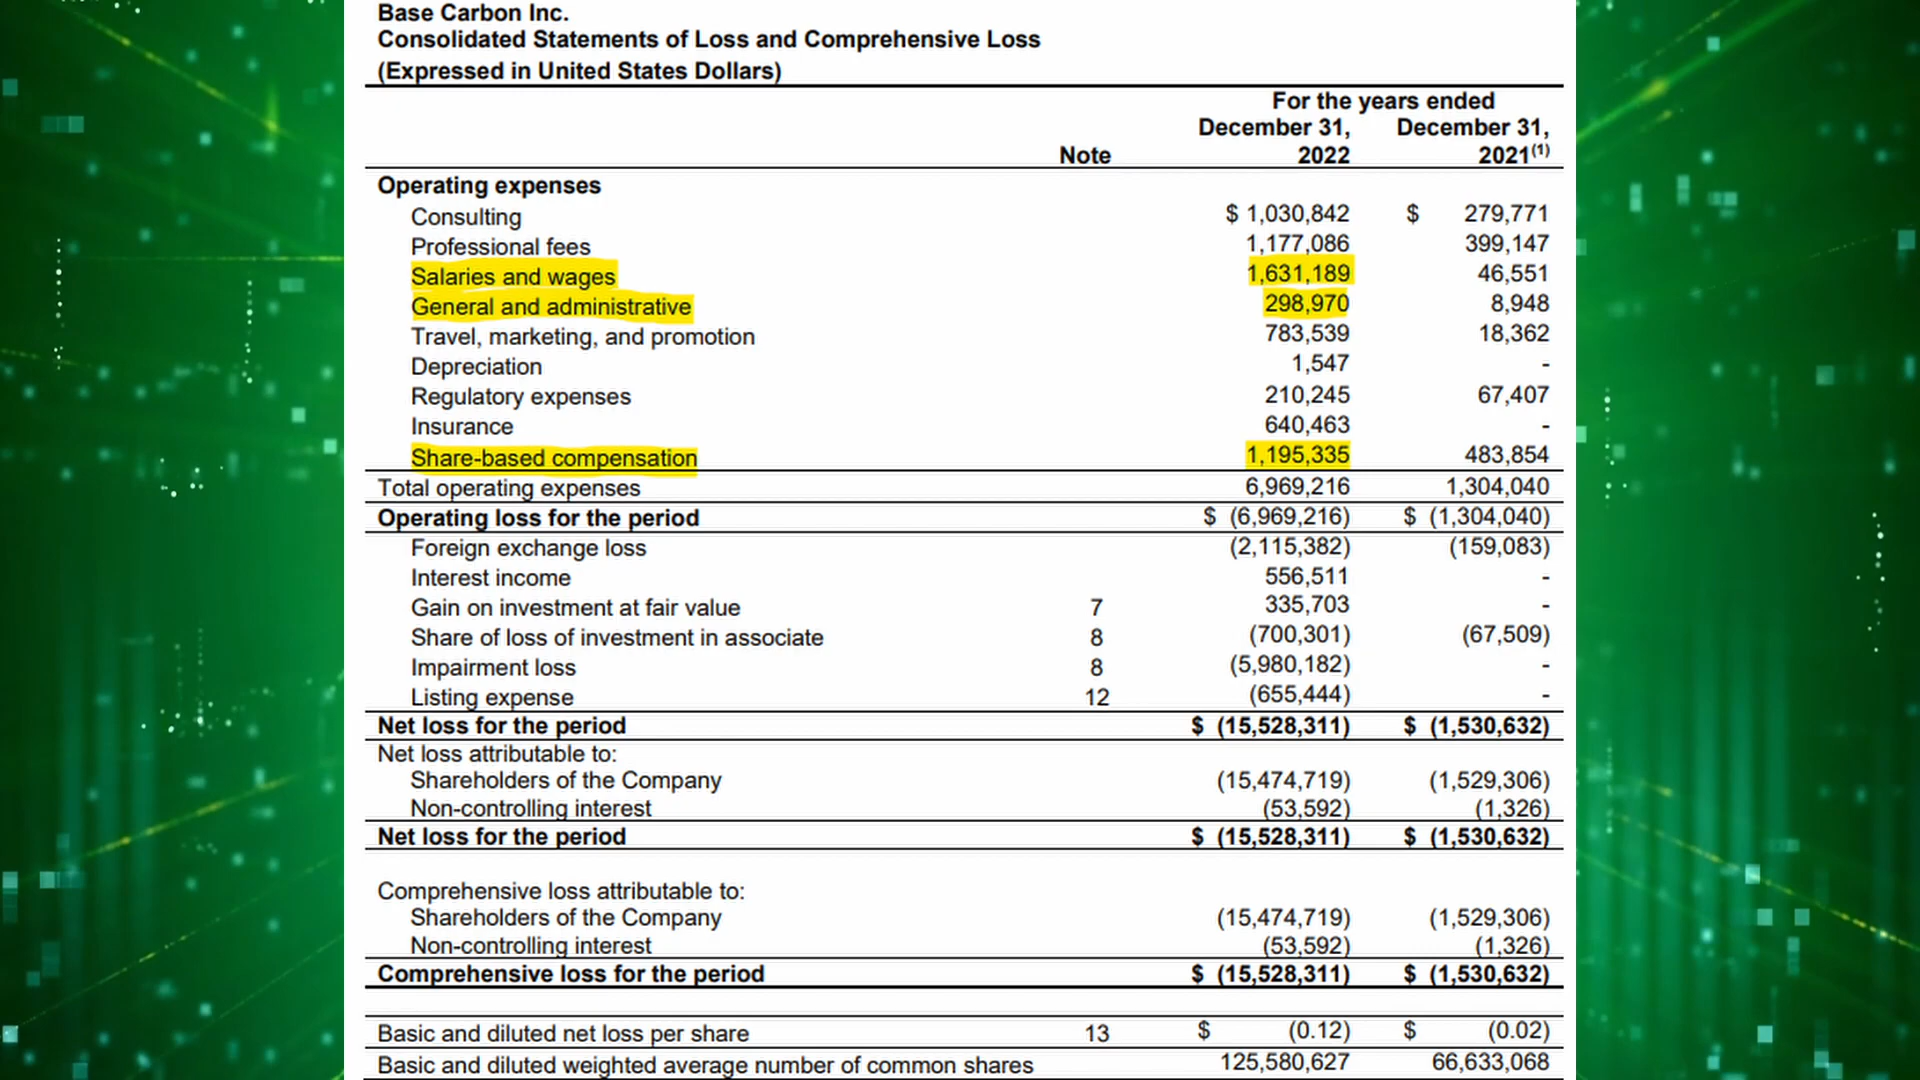 Base Carbon Inc.
Consolidated Statements of Loss and Comprehensive Loss
(Expressed in United States Dollars)
For the years ended
December 31, December 31,
Note 2022 2021(1)
Operating expenses
Consulting $ 1,030,842 $ 279,771
Professional fees 1,177,086 399,147
Salaries and wages 1,631,189 46,551
General and administrative 298,970 8,948
Travel, marketing, and promotion 783,539 18,362
Depreciation 1,547 -
Regulatory expenses 210,245 67,407
Insurance 640,463 -
Share-based compensation 1,195,335 483,854
Total operating expenses 6,969,216 1,304,040
Operating loss for the period $ (6,969,216) $ (1,304,040)
Foreign exchange loss (2,115,382) (159,083)
Interest income 556,511 -
Gain on investment at fair value 7 335,703 -
Share of loss of investment in associate 8 (700,301) (67,509)
Impairment loss 8 (5,980,182) -
Listing expense 12 (655,444) -
Net loss for the period $ (15,528,311) $ (1,530,632)
Net loss attributable to:
Shareholders of the Company (15,474,719) (1,529,306)
Non-controlling interest (53,592) (1,326)
Net loss for the period $ (15,528,311) $ (1,530,632)
Comprehensive loss attributable to:
Shareholders of the Company (15,474,719) (1,529,306)
Non-controlling interest (53,592) (1,326)
Comprehensive loss for the period $ (15,528,311) $ (1,530,632)
Basic and diluted net loss per share 13 $ (0.12) $ (0.02)
Basic and diluted weighted average number of common shares 125,580,627 66,633,068